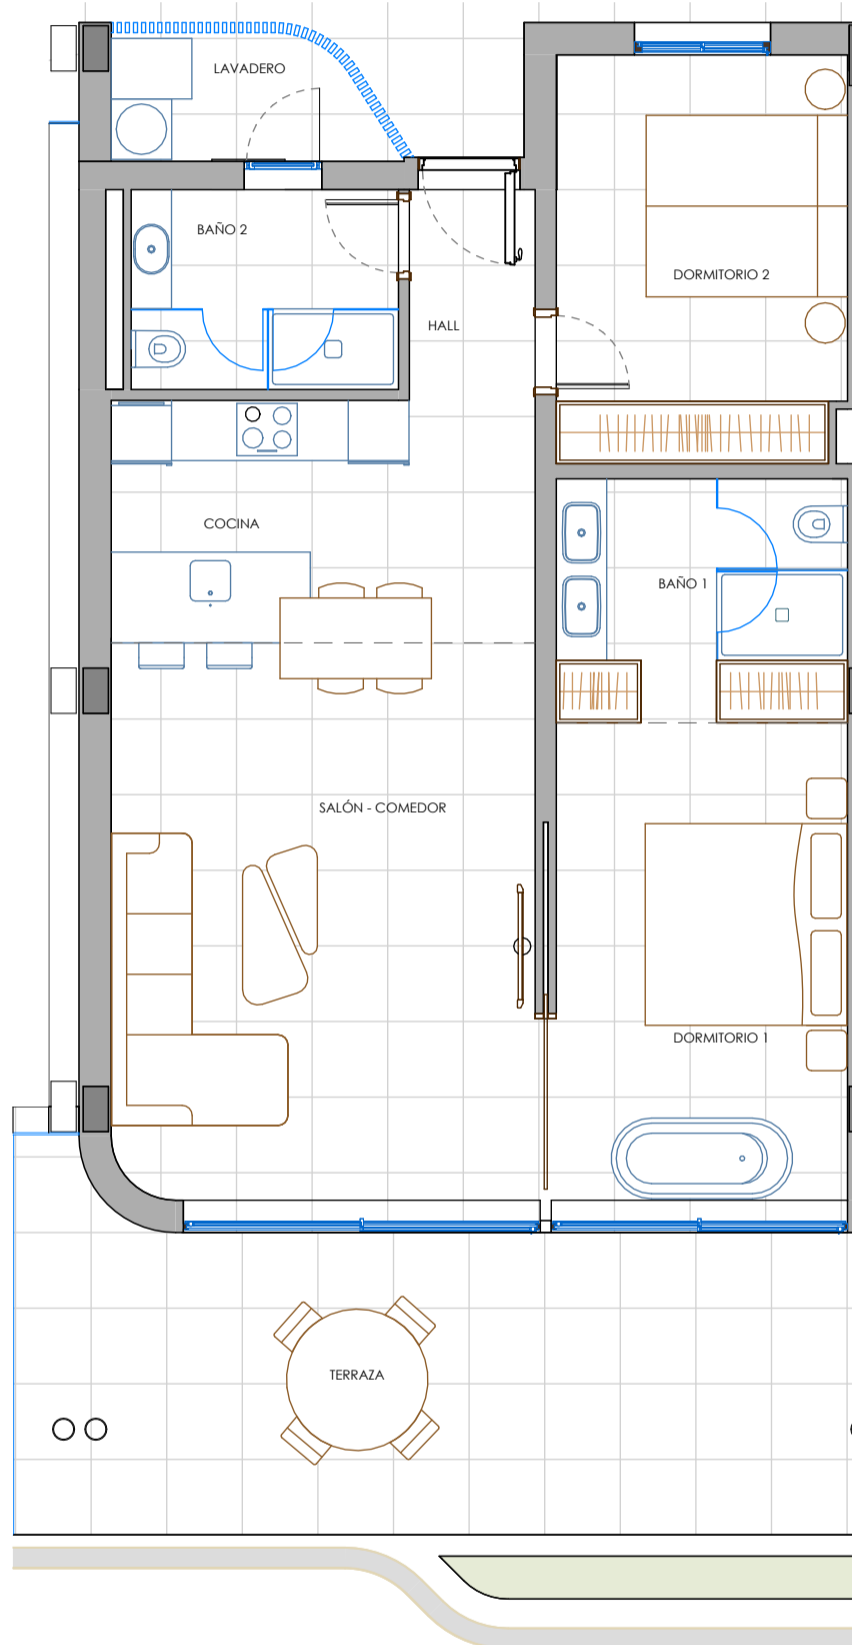 LAVADERO
BAÑO 2
DORMITORIO 2
HALL
COCINA
BAÑO 1
SALÓN - COMEDOR
DORMITORIO 1
TERRAZA